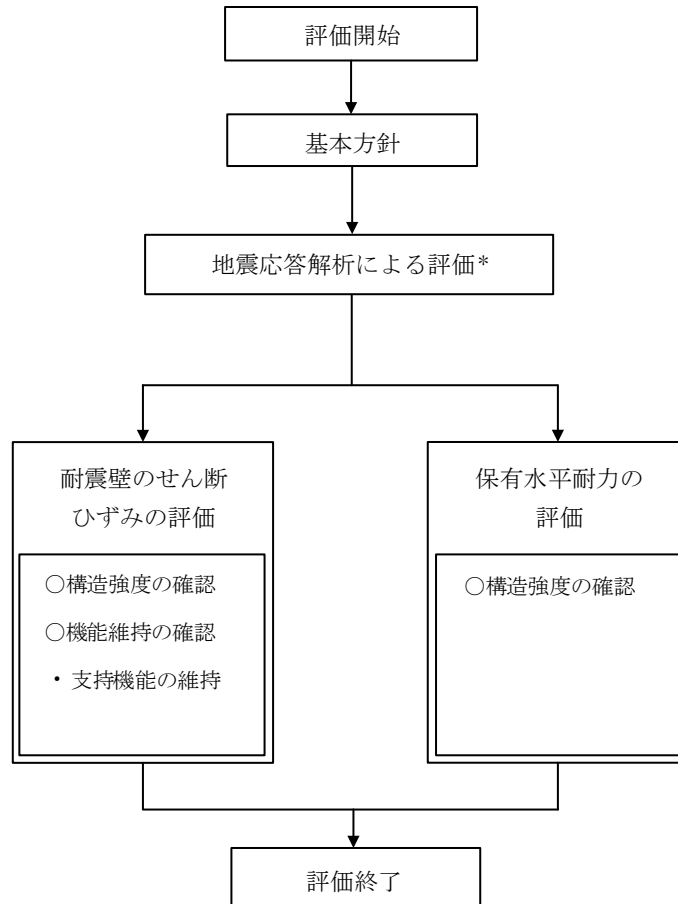 評価開始
基本方針
地震応答解析による評価*
耐震壁のせん断
ひずみの評価
○構造強度の確認
○機能維持の確認
・支持機能の維持
保有水平耐力の
評価
○構造強度の確認
評価終了